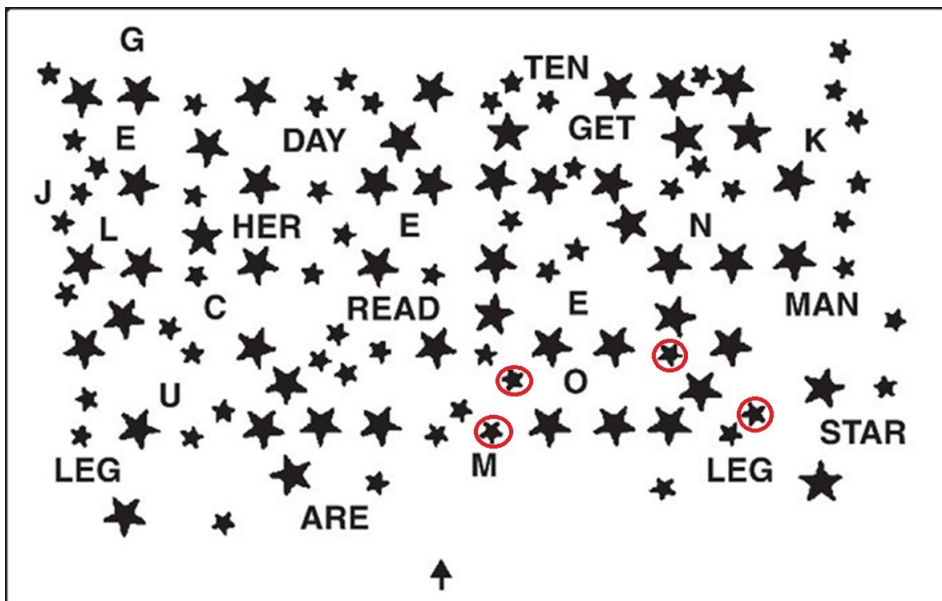 G
TEN
E DAY GET K
J
L HER E N
C READ E MAN
U O
STAR
LEG M LEG
ARE